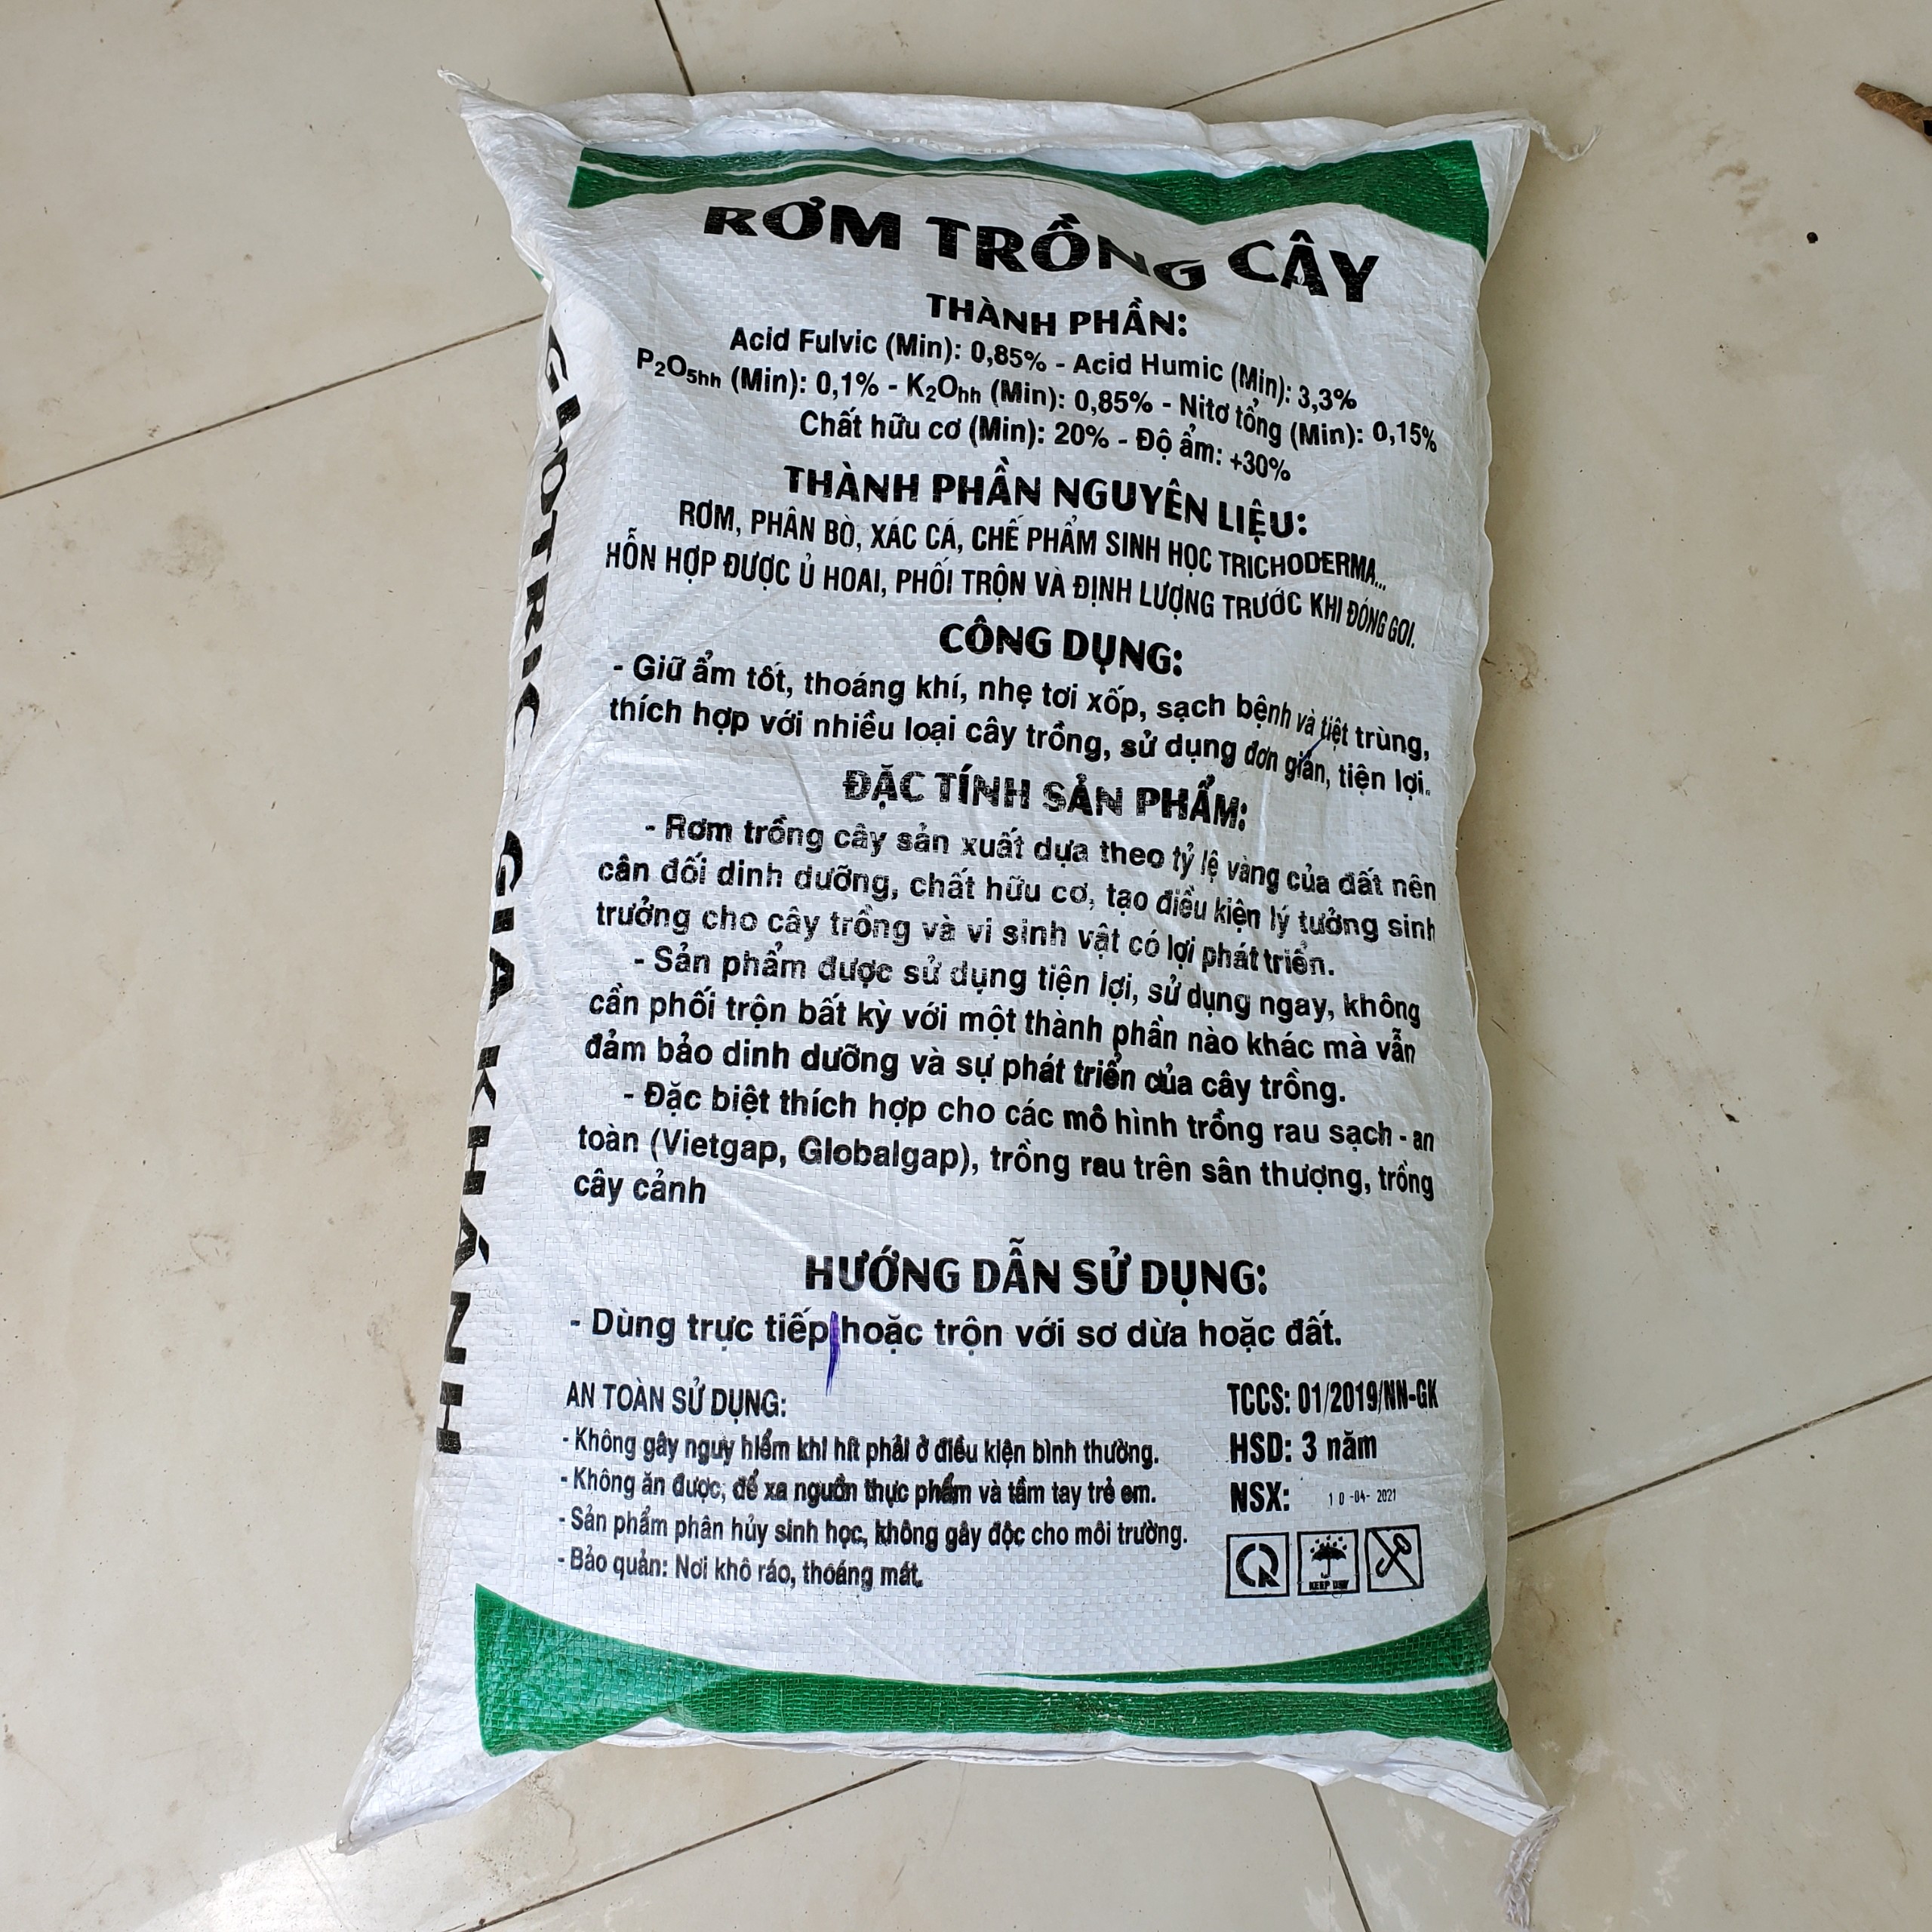 RƠM TRỒNG CÂY
THÀNH PHẦN:
Acid Fulvic (Min): 0,85% - Acid Humic (Min): 3,3%
P₂O₅hh (Min): 0,1% - K₂Ohh (Min): 0,85% - Nitơ tổng (Min): 0,15%
Chất hữu cơ (Min): 20% - Độ ẩm: +30%
THÀNH PHẦN NGUYÊN LIỆU:
RƠM, PHÂN BÒ, XÁC CÁ, CHẾ PHẨM SINH HỌC TRICHODERMA...
HỖN HỢP ĐƯỢC Ủ HOAI, PHỐI TRỘN VÀ ĐỊNH LƯỢNG TRƯỚC KHI ĐÓNG GÓI.
CÔNG DỤNG:
- Giữ ẩm tốt, thoáng khí, nhẹ tơi xốp, sạch bệnh và tiệt trùng,
thích hợp với nhiều loại cây trồng, sử dụng đơn giản, tiện lợi.
ĐẶC TÍNH SẢN PHẨM:
- Rơm trồng cây sản xuất dựa theo tỷ lệ vàng của đất nên
cân đối dinh dưỡng, chất hữu cơ, tạo điều kiện lý tưởng sinh
trưởng cho cây trồng và vi sinh vật có lợi phát triển.
- Sản phẩm được sử dụng tiện lợi, sử dụng ngay, không
cần phối trộn bất kỳ với một thành phần nào khác mà vẫn
đảm bảo dinh dưỡng và sự phát triển của cây trồng.
- Đặc biệt thích hợp cho các mô hình trồng rau sạch - an
toàn (Vietgap, Globalgap), trồng rau trên sân thượng, trồng
cây cảnh
HƯỚNG DẪN SỬ DỤNG:
- Dùng trực tiếp hoặc trộn với sơ dừa hoặc đất.
AN TOÀN SỬ DỤNG:
- Không gây nguy hiểm khi hít phải ở điều kiện bình thường.
- Không ăn được, để xa nguồn thực phẩm và tầm tay trẻ em.
- Sản phẩm phân hủy sinh học, không gây độc cho môi trường.
- Bảo quản: Nơi khô ráo, thoáng mát.
TCCS: 01/2019/NN-GK
HSD: 3 năm
NSX: 10-04-2021
KEEP DRY
GIA KHÁNH